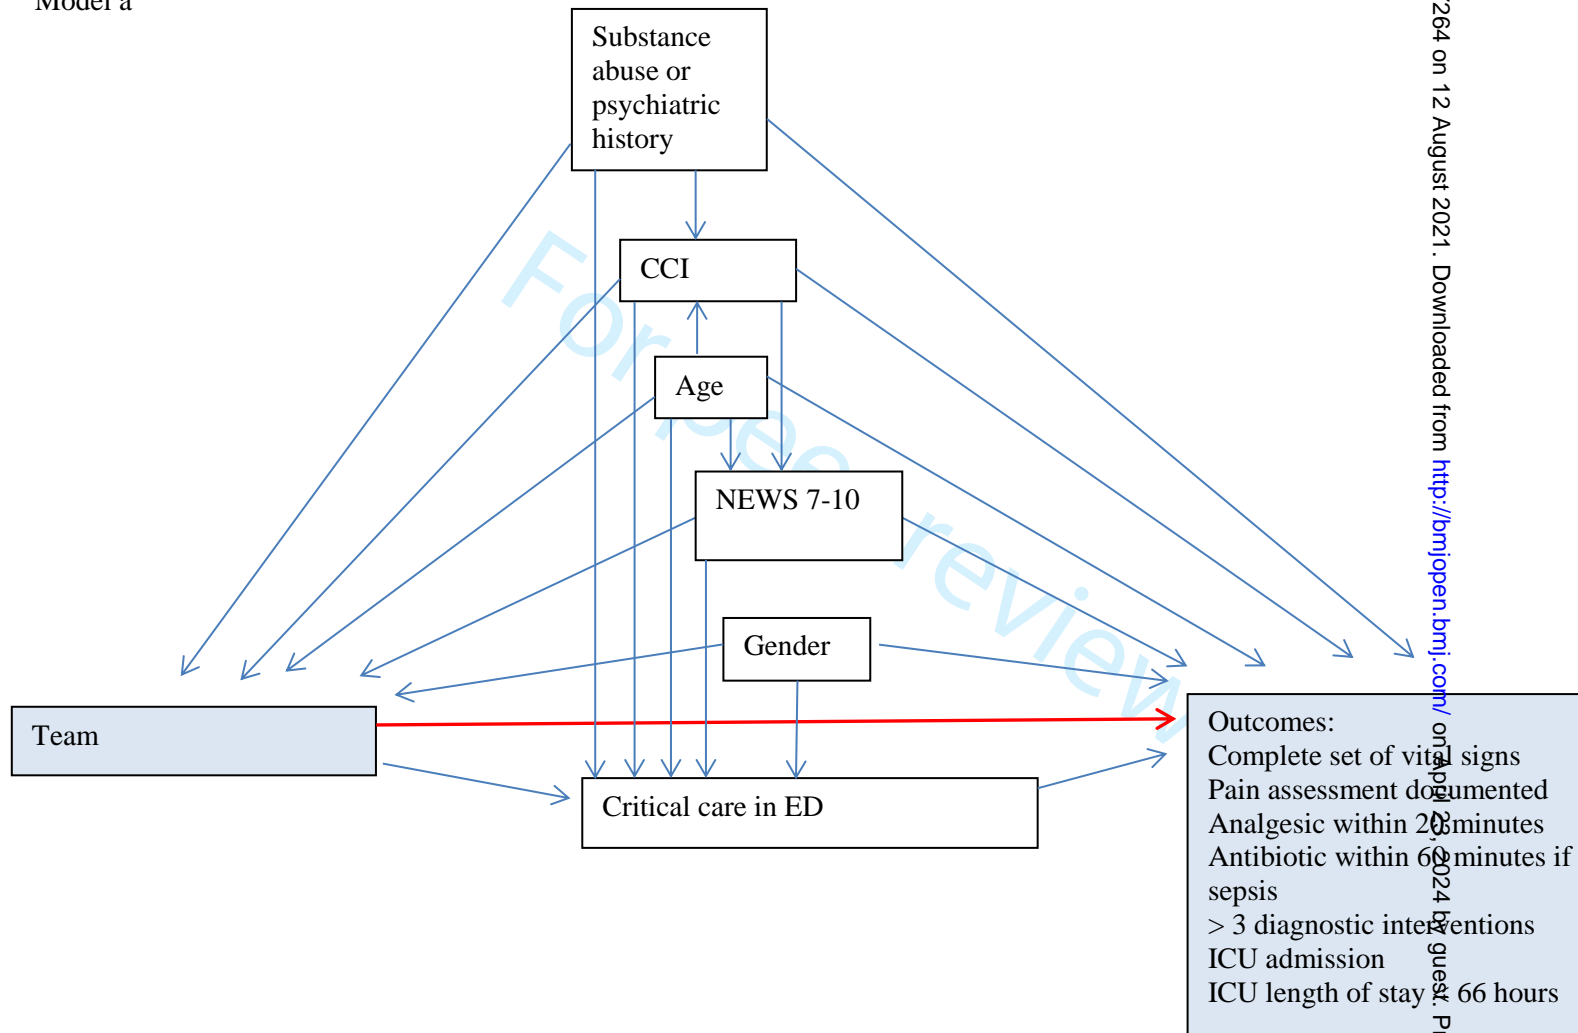 Model a
Substance
abuse or
psychiatric
history
CCI
Age
NEWS 7-10
Gender
Team
Critical care in ED
Outcomes:
Complete set of vital signs
Pain assessment documented
Analgesic within 20 minutes
Antibiotic within 60 minutes if
sepsis
> 3 diagnostic interventions
ICU admission
ICU length of stay 66 hours
For peer review
7264 on 12 August 2021. Downloaded from http://bmjopen.bmj.com/ on April 23, 2024 by guest.